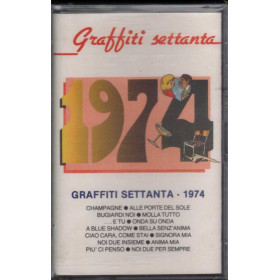 Graffiti settanta
1974
GRAFFITI SETTANTA - 1974
CHAMPAGNE ● ALLE PORTE DEL SOLE
BUGIARDI NOI ● MOLLA TUTTO
E TU ● ONDA SU ONDA
A BLUE SHADOW ● BELLA SENZ'ANIMA
CIAO CARA, COME STAI ● SIGNORA MIA
NOI DUE INSIEME ● ANIMA MIA
PIU' CI PENSO ● NOI DUE PER SEMPRE